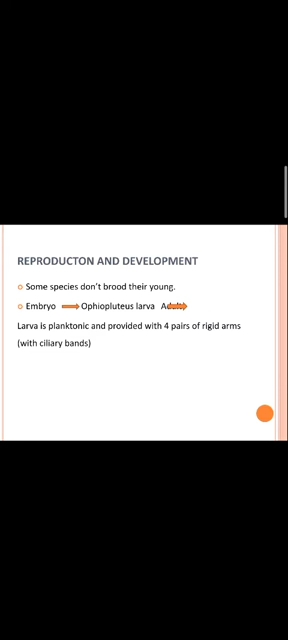 REPRODUCTON AND DEVELOPMENT
Some species don't brood their young.
Embryo Ophiopluteus larva Adult
Larva is planktonic and provided with 4 pairs of rigid arms
(with ciliary bands)